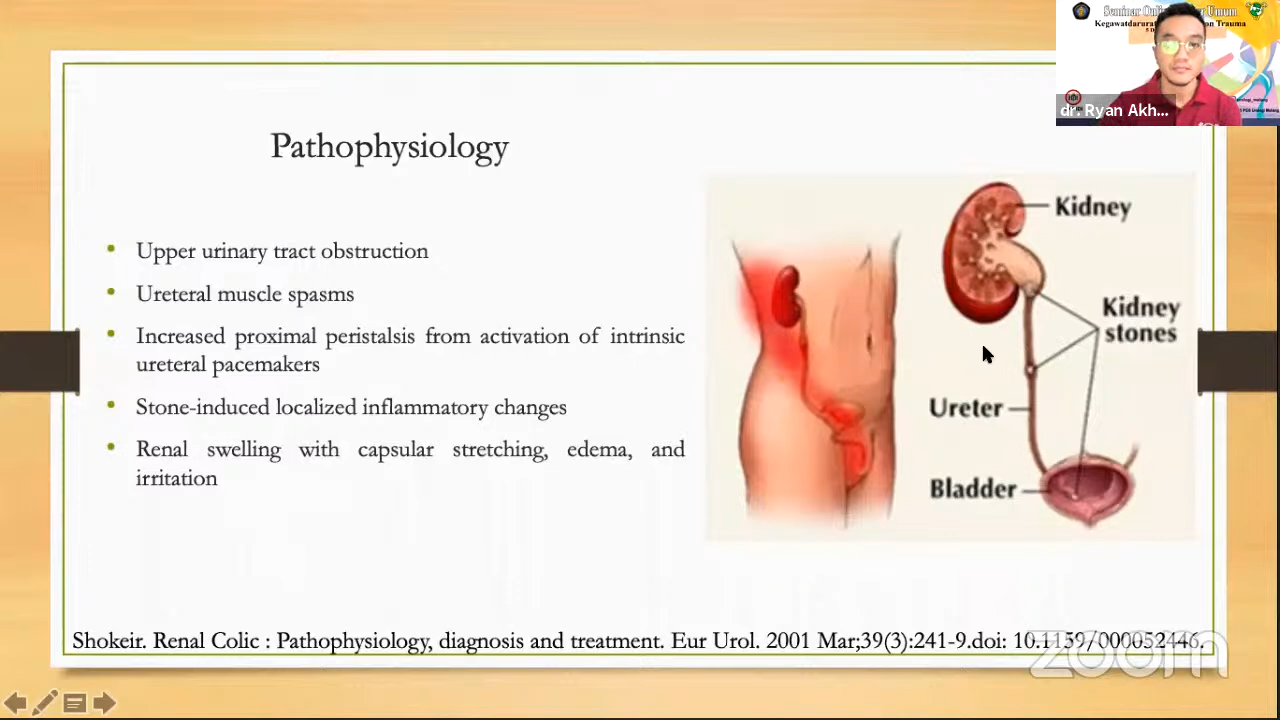 Pathophysiology
• Upper urinary tract obstruction
• Ureteral muscle spasms
• Increased proximal peristalsis from activation of intrinsic
ureteral pacemakers
• Stone-induced localized inflammatory changes
• Renal swelling with capsular stretching, edema, and
irritation
Kidney
Kidney
stones
Ureter
Bladder
Shokeir. Renal Colic : Pathophysiology, diagnosis and treatment. Eur Urol. 2001 Mar;39(3):241-9.doi: 10.1159/000052446.
zoom
Seminar Umum
Trauma
dr. Ryan Akh...